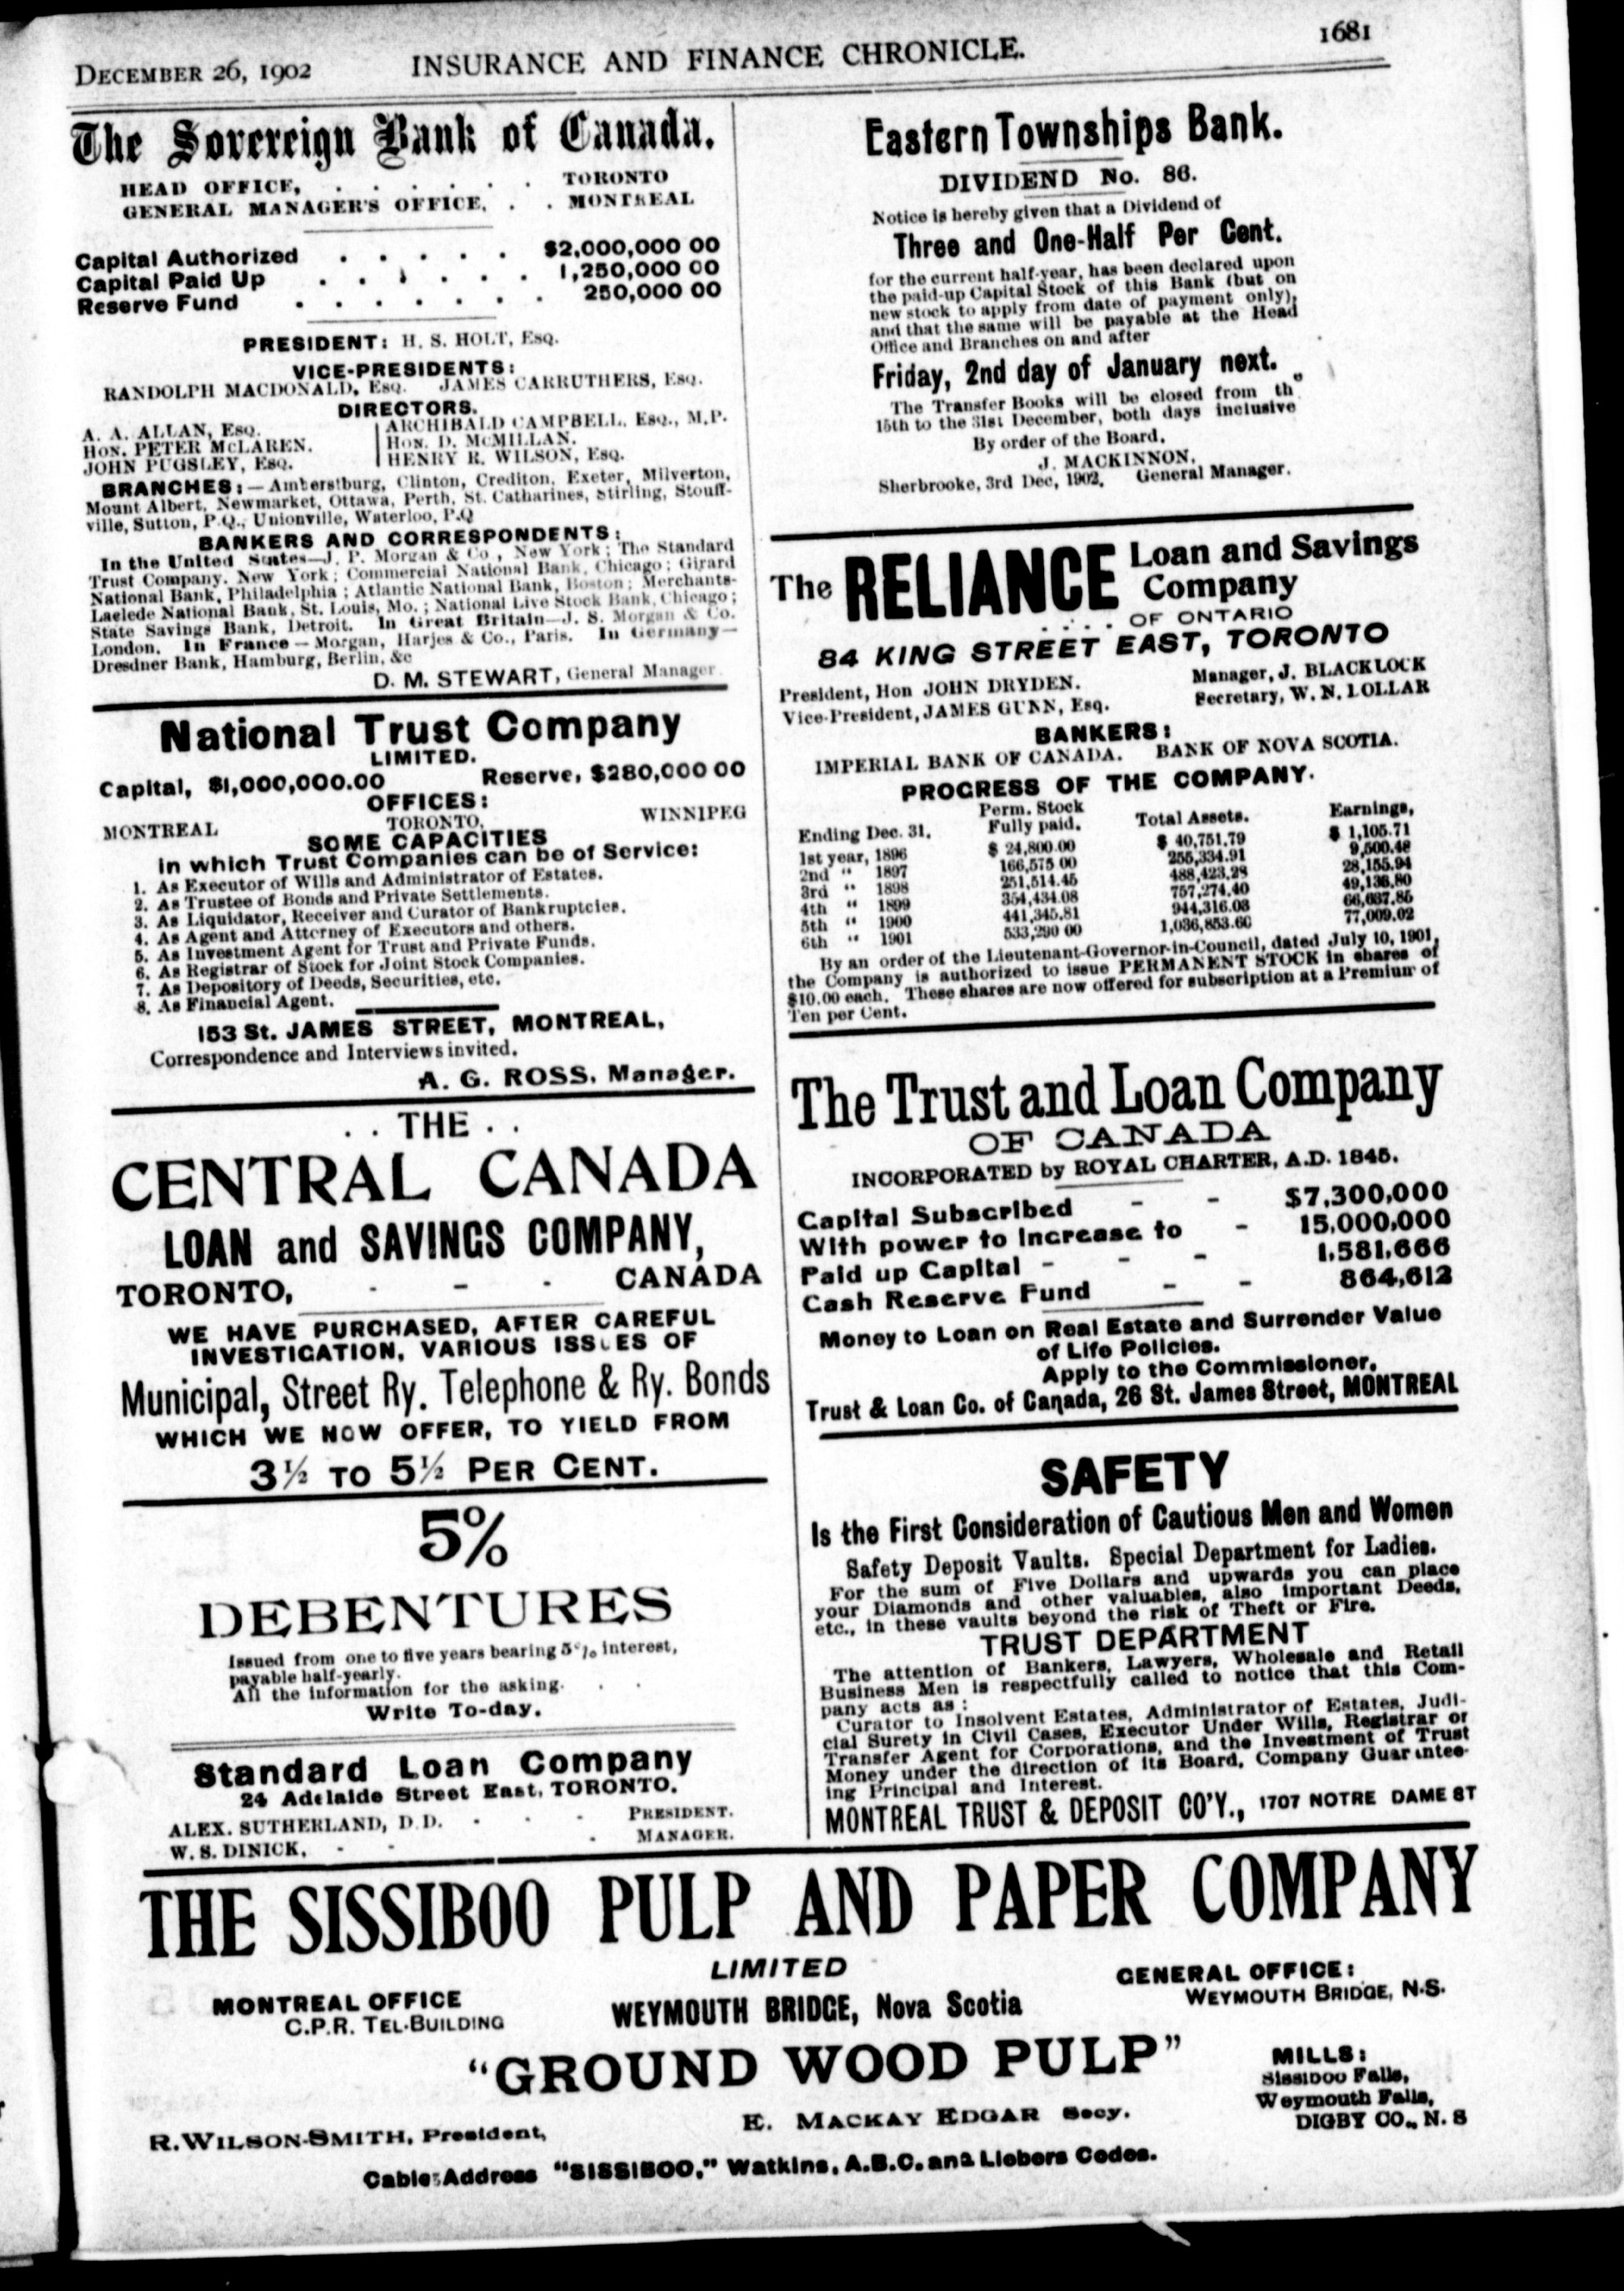 DECEMBER 26, 1902
INSURANCE AND FINANCE CHRONICLE.
1681
The Sovereign Bank of Canada.
HEAD OFFICE, . . . . . . TORONTO
GENERAL MANAGER'S OFFICE, . . MONTREAL
Capital Authorized . . . . . $2,000,000 00
Capital Paid Up . . . . . . 1,250,000 00
Reserve Fund . . . . . . . 250,000 00
PRESIDENT: H. S. HOLT, ESQ.
VICE-PRESIDENTS:
RANDOLPH MACDONALD, ESQ. JAMES CARRUTHERS, ESQ.
DIRECTORS.
A. A. ALLAN, ESQ.
HON. PETER McLAREN.
JOHN PUGSLEY, ESQ.
ARCHIBALD CAMPBELL, ESQ., M.P.
HON. D. McMILLAN.
HENRY R. WILSON, ESQ.
BRANCHES:—Amherstburg, Clinton, Crediton, Exeter, Milverton,
Mount Albert, Newmarket, Ottawa, Perth, St. Catharines, Stirling, Stouff-
ville, Sutton, P.Q., Unionville, Waterloo, P.Q
BANKERS AND CORRESPONDENTS:
In the United States—J. P. Morgan & Co., New York; The Standard
Trust Company. New York; Commercial National Bank, Chicago; Girard
National Bank, Philadelphia; Atlantic National Bank, Boston; Merchants-
Laclede National Bank, St. Louis, Mo.; National Live Stock Bank, Chicago;
State Savings Bank, Detroit. In Great Britain—J. S. Morgan & Co.
London. In France—Morgan, Harjes & Co., Paris. In Germany—
Dresdner Bank, Hamburg, Berlin, &c
D. M. STEWART, General Manager.
National Trust Company
LIMITED.
Capital, $1,000,000.00 Reserve, $280,000 00
OFFICES:
MONTREAL TORONTO, WINNIPEG
SOME CAPACITIES
in which Trust Companies can be of Service:
1. As Executor of Wills and Administrator of Estates.
2. As Trustee of Bonds and Private Settlements.
3. As Liquidator, Receiver and Curator of Bankruptcies.
4. As Agent and Attorney of Executors and others.
5. As Investment Agent for Trust and Private Funds.
6. As Registrar of Stock for Joint Stock Companies.
7. As Depository of Deeds, Securities, etc.
8. As Financial Agent.
153 St. JAMES STREET, MONTREAL,
Correspondence and Interviews invited.
A. G. ROSS, Manager.
. . THE . .
CENTRAL CANADA
LOAN and SAVINGS COMPANY,
TORONTO, - - - CANADA
WE HAVE PURCHASED, AFTER CAREFUL
INVESTIGATION, VARIOUS ISSUES OF
Municipal, Street Ry. Telephone & Ry. Bonds
WHICH WE NOW OFFER, TO YIELD FROM
3½ TO 5½ PER CENT.
5%
DEBENTURES
Issued from one to five years bearing 5% interest,
payable half-yearly.
All the information for the asking. . .
Write To-day.
Standard Loan Company
24 Adelaide Street East, TORONTO.
ALEX. SUTHERLAND, D.D. - - - PRESIDENT.
W. S. DINICK, - - - MANAGER.
Eastern Townships Bank.
DIVIDEND No. 86.
Notice is hereby given that a Dividend of
Three and One-Half Per Cent.
for the current half-year, has been declared upon
the paid-up Capital Stock of this Bank (but on
new stock to apply from date of payment only),
and that the same will be payable at the Head
Office and Branches on and after
Friday, 2nd day of January next.
The Transfer Books will be closed from th
15th to the 31st December, both days inclusive
By order of the Board,
J. MACKINNON,
Sherbrooke, 3rd Dec, 1902, General Manager.
The RELIANCE Loan and Savings
Company
. . . . OF ONTARIO
84 KING STREET EAST, TORONTO
President, Hon JOHN DRYDEN. Manager, J. BLACKLOCK
Vice-President, JAMES GUNN, Esq. Secretary, W. N. DOLLAR
BANKERS:
IMPERIAL BANK OF CANADA. BANK OF NOVA SCOTIA.
PROGRESS OF THE COMPANY.
Ending Dec. 31. Perm. Stock Fully paid. Total Assets. Earnings,
1st year, 1896 $ 24,800.00 $ 40,751.79 $ 1,105.71
2nd " 1897 166,575 00 255,334.91 9,500.48
3rd " 1898 251,514.45 488,423.28 28,155.94
4th " 1899 354,434.08 757,274.40 49,136.80
5th " 1900 441,345.81 944,316.08 66,637.85
6th " 1901 533,290 00 1,036,853.60 77,009.02
By an order of the Lieutenant-Governor-in-Council, dated July 10, 1901,
the Company is authorized to issue PERMANENT STOCK in shares of
$10.00 each. These shares are now offered for subscription at a Premium of
Ten per Cent.
The Trust and Loan Company
OF CANADA
INCORPORATED by ROYAL CHARTER, A.D. 1845.
Capital Subscribed - - $7,300,000
With power to increase to - 15,000,000
Paid up Capital - - - 1,581,666
Cash Reserve Fund - - 864,612
Money to Loan on Real Estate and Surrender Value
of Life Policies.
Apply to the Commissioner,
Trust & Loan Co. of Canada, 26 St. James Street, MONTREAL
SAFETY
Is the First Consideration of Cautious Men and Women
Safety Deposit Vaults. Special Department for Ladies.
For the sum of Five Dollars and upwards you can place
your Diamonds and other valuables, also important Deeds,
etc., in these vaults beyond the risk of Theft or Fire.
TRUST DEPARTMENT
The attention of Bankers, Lawyers, Wholesale and Retail
Business Men is respectfully called to notice that this Com-
pany acts as:
Curator to Insolvent Estates, Administrator of Estates, Judi-
cial Surety in Civil Cases, Executor Under Wills, Registrar or
Transfer Agent for Corporations, and the Investment of Trust
Money under the direction of its Board, Company Guarantee-
ing Principal and Interest.
MONTREAL TRUST & DEPOSIT CO'Y., 1707 NOTRE DAME ST
THE SISSIBOO PULP AND PAPER COMPANY
LIMITED
MONTREAL OFFICE
C.P.R. TEL-BUILDING
WEYMOUTH BRIDGE, Nova Scotia
GENERAL OFFICE:
WEYMOUTH BRIDGE, N.S.
"GROUND WOOD PULP"
MILLS:
Sissiboo Falls,
Weymouth Falls,
DIGBY CO., N. S
R. WILSON-SMITH, President,
E. MACKAY EDGAR Secy.
Cable Address "SISSIBOO," Watkins, A.B.C. and Liebers Codes.